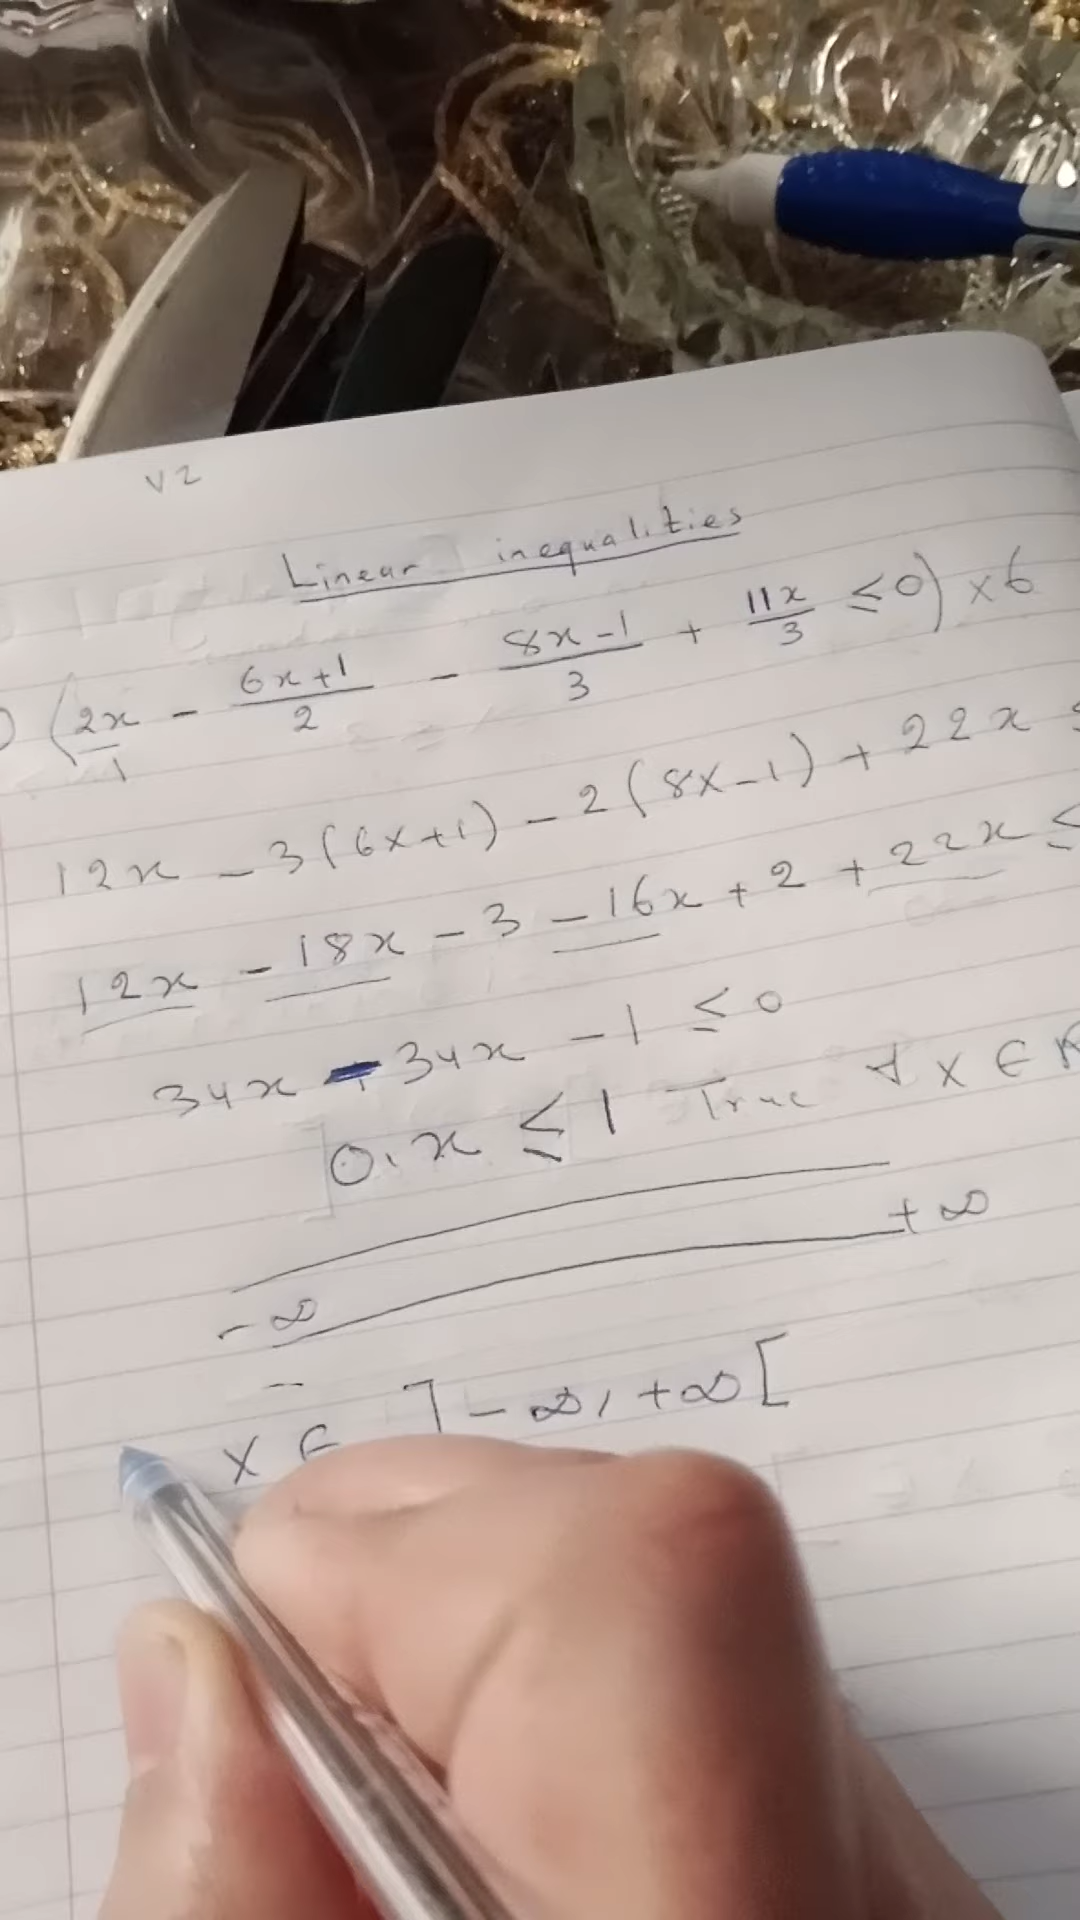 v2
Linear inequalities
(2x/1 - (6x+1)/2 - (8x-1)/3 + 11x/3 ≤ 0) × 6
12x - 3(6x+1) - 2(8x-1) + 22x ≤
12x - 18x - 3 - 16x + 2 + 22x ≤
34x - 34x - 1 ≤ 0
0.x ≤ 1 True ∀ x ∈ R
-∞ +∞
x ∈ ]-∞, +∞[